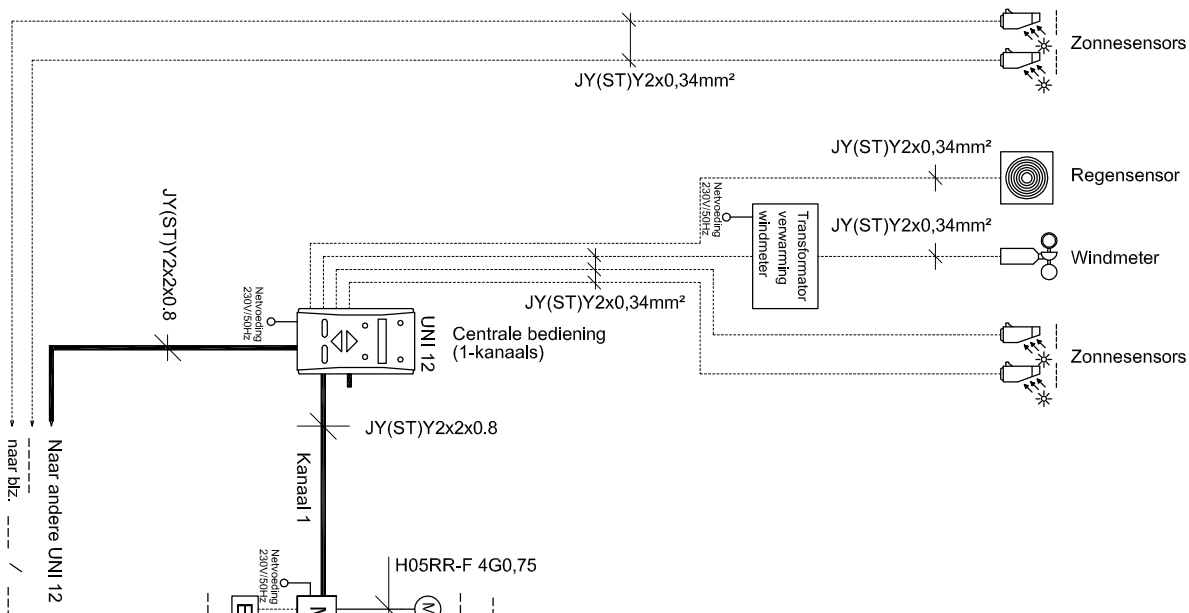 Zonnesensors
JY(ST)Y2x0,34mm²
JY(ST)Y2x0,34mm²
Regensensor
Netvoeding
230V/50Hz
Transformator
verwarming
windmeter
JY(ST)Y2x0,34mm²
Windmeter
JY(ST)Y2x2x0.8
Netvoeding
230V/50Hz
JY(ST)Y2x0,34mm²
UNI 12
Centrale bediening
(1-kanaals)
Zonnesensors
JY(ST)Y2x2x0.8
Kanaal 1
naar blz. ___ / __
Naar andere UNI 12
Netvoeding
230V/50Hz
H05RR-F 4G0,75
E
M